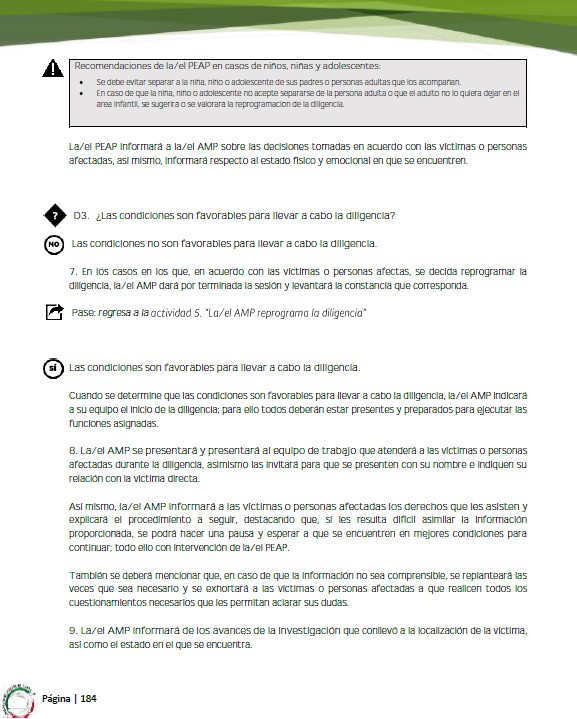 Recomendaciones de la/el PEAP en casos de niños, niñas y adolescentes:
• Se debe evitar separar a la niña, niño o adolescente de sus padres o personas adultas que los acompañan.
• En caso de que la niña, niño o adolescente no acepte separarse de la persona adulta o que el adulto no lo quiera dejar en el
área infantil, se sugerirá o se valorará la reprogramación de la diligencia.
La/el PEAP informará a la/el AMP sobre las decisiones tomadas en acuerdo con las víctimas o personas
afectadas, así mismo, informará respecto al estado físico y emocional en que se encuentren.
? D3. ¿Las condiciones son favorables para llevar a cabo la diligencia?
NO Las condiciones no son favorables para llevar a cabo la diligencia.
7. En los casos en los que, en acuerdo con las víctimas o personas afectas, se decida reprogramar la
diligencia, la/el AMP dará por terminada la sesión y levantará la constancia que corresponda.
Pase: regresa a la actividad 5. "La/el AMP reprograma la diligencia"
SÍ Las condiciones son favorables para llevar a cabo la diligencia.
Cuando se determine que las condiciones son favorables para llevar a cabo la diligencia, la/el AMP indicará
a su equipo el inicio de la diligencia; para ello todos deberán estar presentes y preparados para ejecutar las
funciones asignadas.
8. La/el AMP se presentará y presentará al equipo de trabajo que atenderá a las víctimas o personas
afectadas durante la diligencia, asimismo las invitará para que se presenten con su nombre e indiquen su
relación con la víctima directa.
Así mismo, la/el AMP informará a las víctimas o personas afectadas los derechos que les asisten y
explicará el procedimiento a seguir, destacando que, si les resulta difícil asimilar la información
proporcionada, se podrá hacer una pausa y esperar a que se encuentren en mejores condiciones para
continuar; todo ello con intervención de la/el PEAP.
También se deberá mencionar que, en caso de que la información no sea comprensible, se replanteará las
veces que sea necesario y se exhortará a las víctimas o personas afectadas a que realicen todos los
cuestionamientos necesarios que les permitan aclarar sus dudas.
9. La/el AMP informará de los avances de la investigación que conllevó a la localización de la víctima,
así como el estado en el que se encuentra.
Página | 184